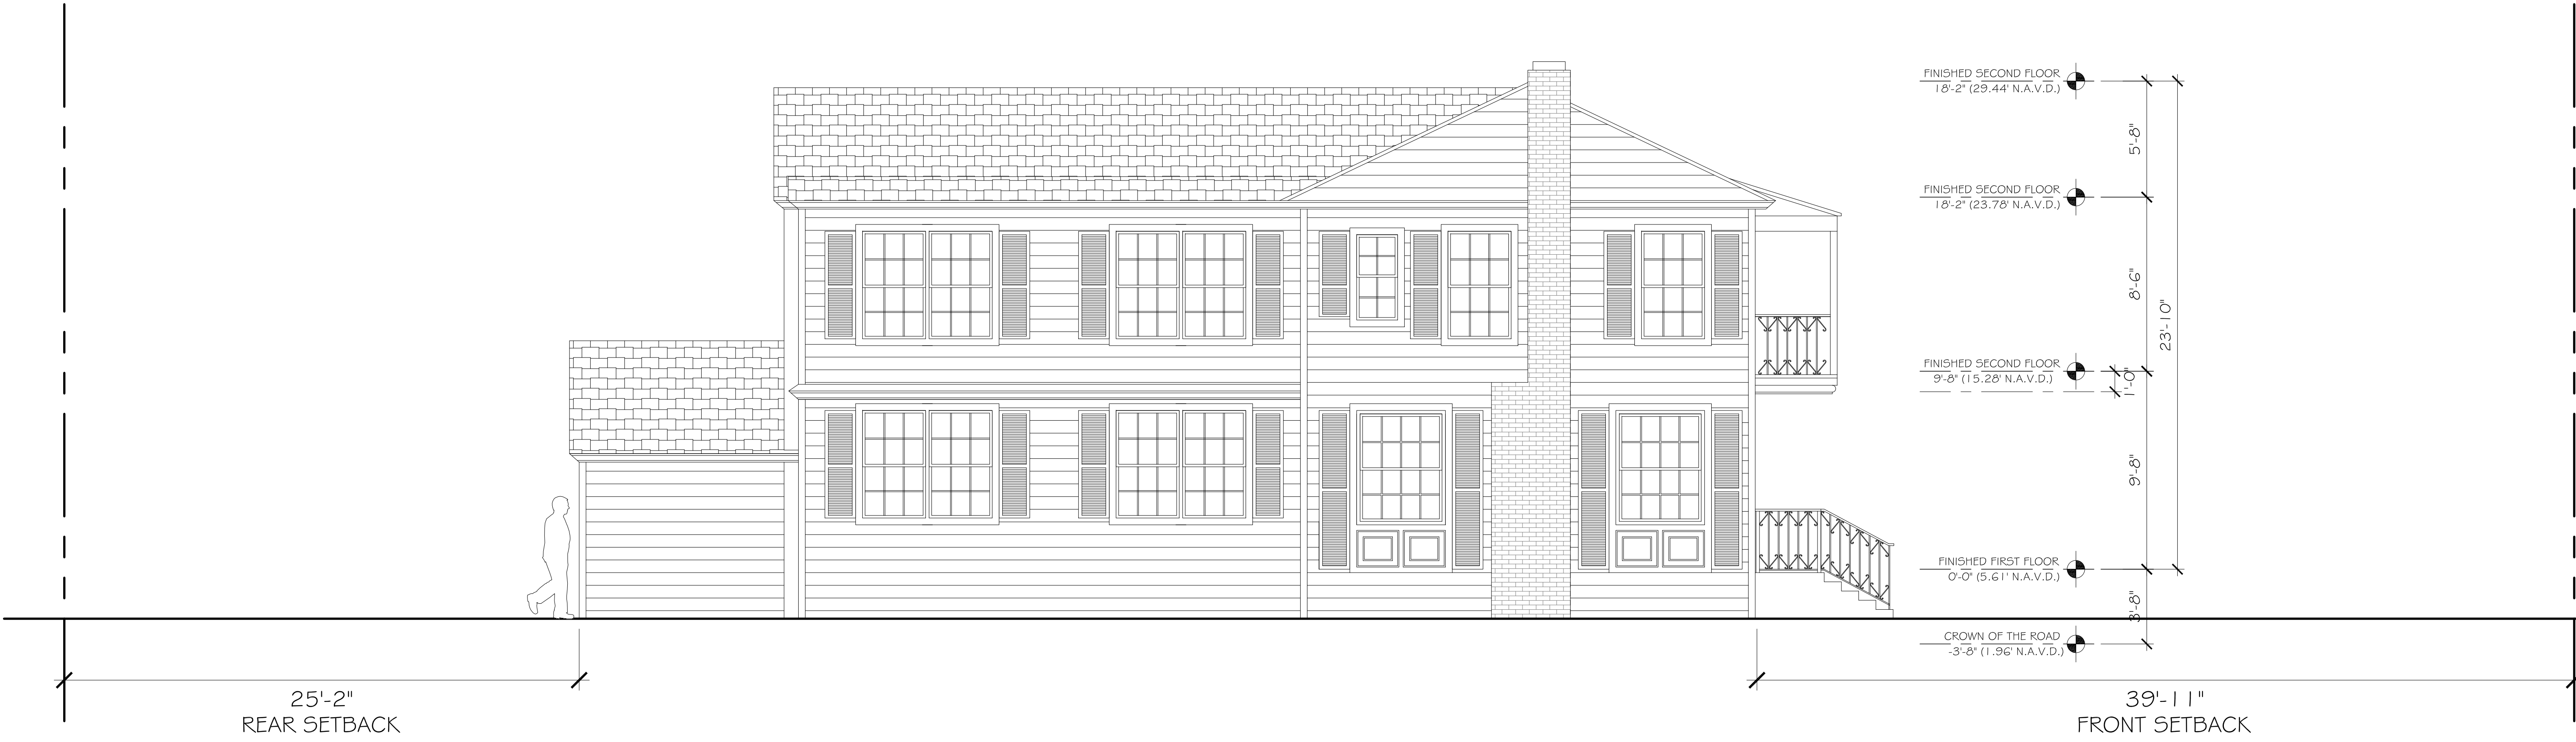 FINISHED SECOND FLOOR
18'-2" (29.44' N.A.V.D.)
5'-8"
FINISHED SECOND FLOOR
18'-2" (23.78' N.A.V.D.)
8'-6"
23'-10"
FINISHED SECOND FLOOR
9'-8" (15.28' N.A.V.D.)
1'-0"
9'-8"
FINISHED FIRST FLOOR
0'-0" (5.61' N.A.V.D.)
3'-8"
CROWN OF THE ROAD
-3'-8" (1.96' N.A.V.D.)
25'-2"
REAR SETBACK
39'-11"
FRONT SETBACK